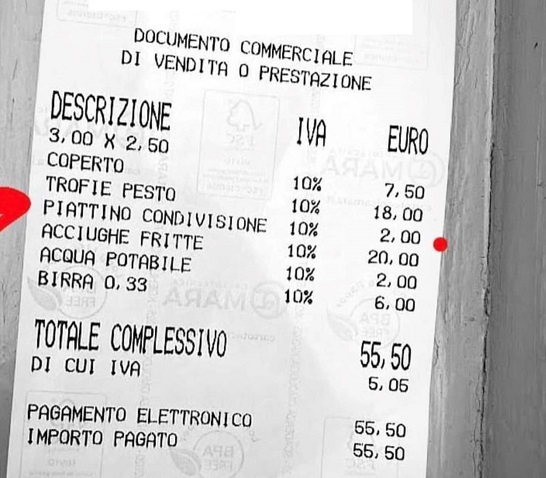 DOCUMENTO COMMERCIALE
DI VENDITA O PRESTAZIONE
DESCRIZIONE IVA EURO
3,00 X 2,50
COPERTO 10% 7,50
TROFIE PESTO 10% 18,00
PIATTINO CONDIVISIONE 10% 2,00
ACCIUGHE FRITTE 10% 20,00
ACQUA POTABILE 10% 2,00
BIRRA 0,33 10% 6,00
TOTALE COMPLESSIVO 55,50
DI CUI IVA 5,05
PAGAMENTO ELETTRONICO 55,50
IMPORTO PAGATO 55,50